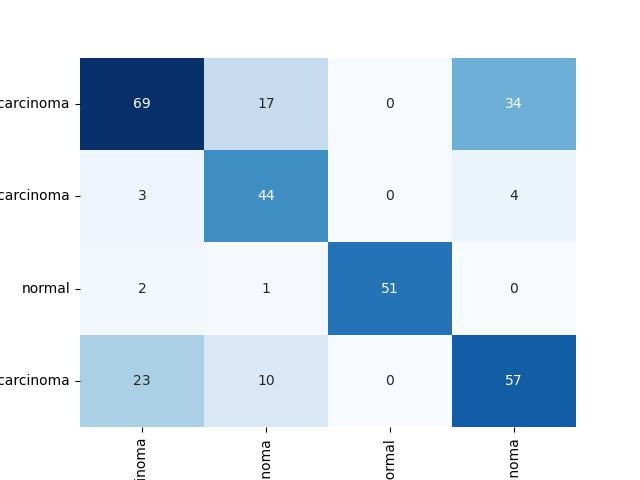 carcinoma 69 17 0 34
carcinoma 3 44 0 4
normal 2 1 51 0
carcinoma 23 10 0 57
inoma noma ormal noma